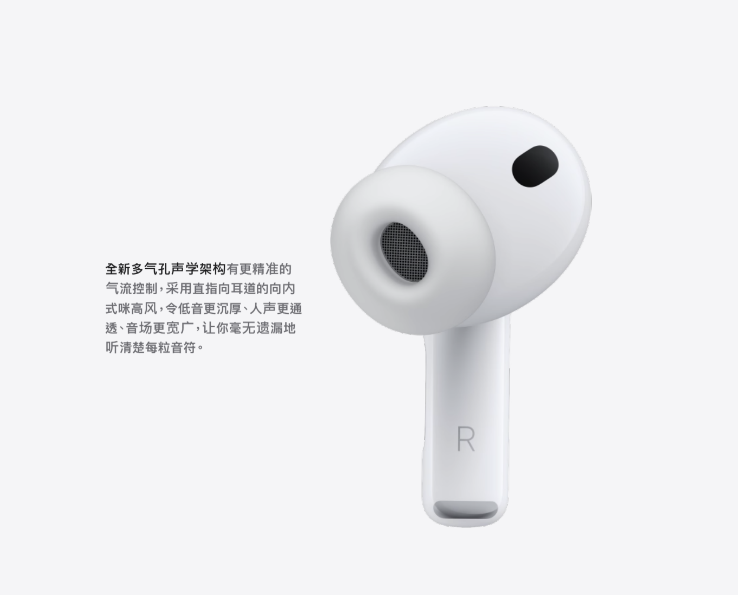 全新多气孔声学架构有更精准的
气流控制，采用直指向耳道的向内
式咪高风，令低音更沉厚、人声更通
透、音场更宽广，让你毫无遗漏地
听清楚每粒音符。
R